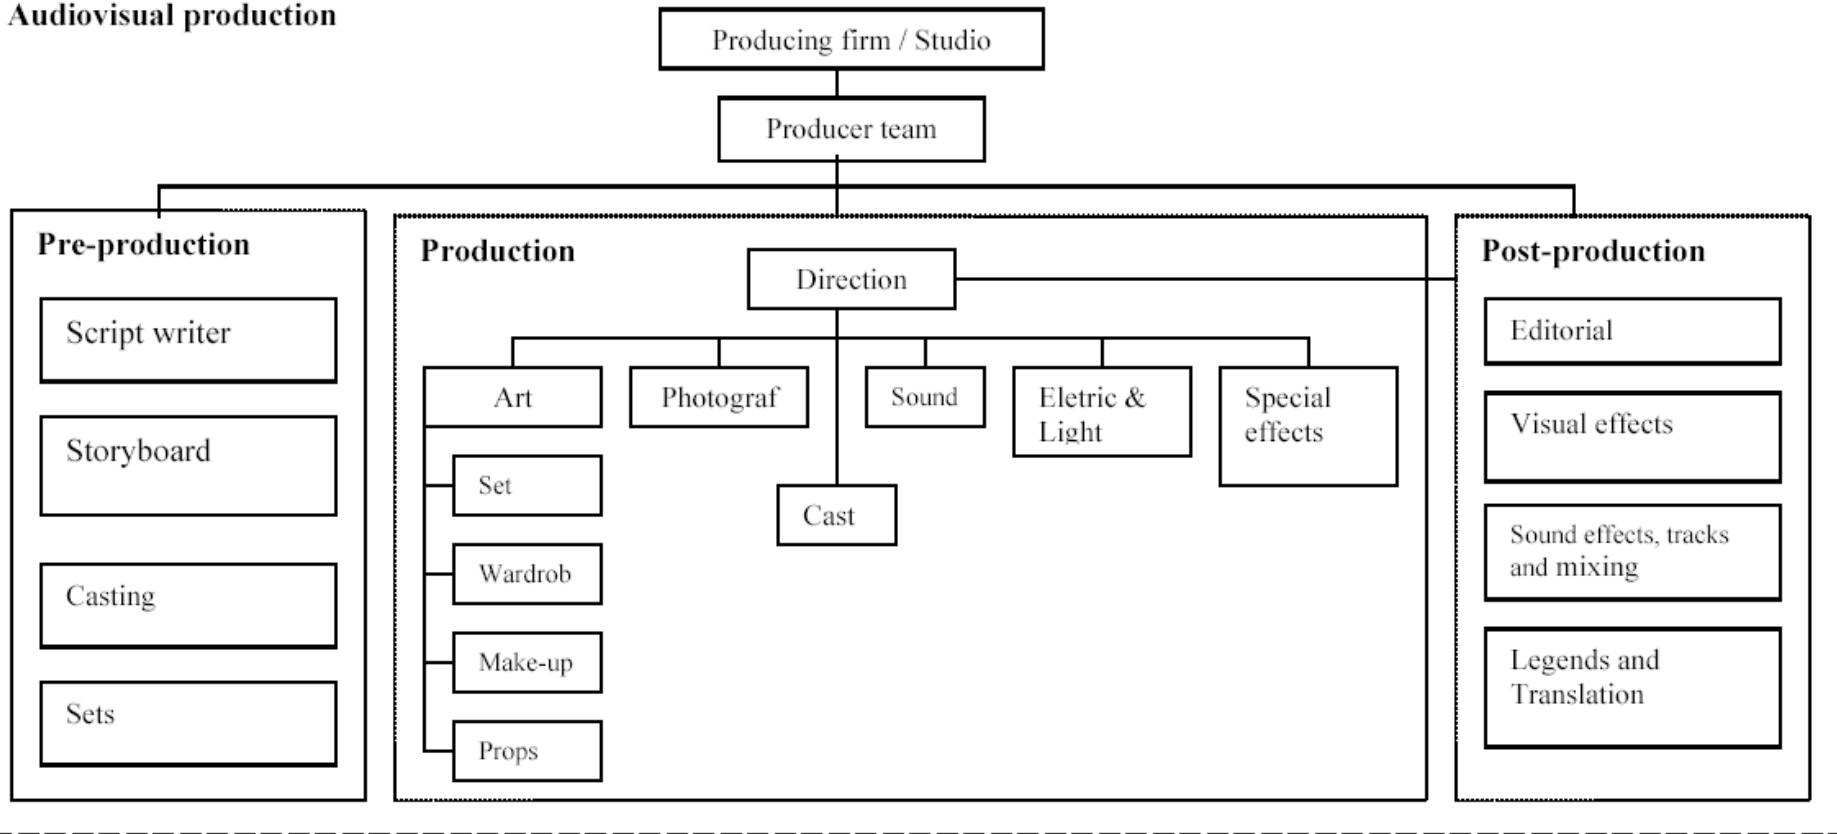 Audiovisual production
Producing firm / Studio
Producer team
Pre-production
Script writer
Storyboard
Casting
Sets
Production
Direction
Art
Photograf
Sound
Eletric &
Light
Special
effects
Set
Wardrob
Make-up
Props
Cast
Post-production
Editorial
Visual effects
Sound effects, tracks
and mixing
Legends and
Translation